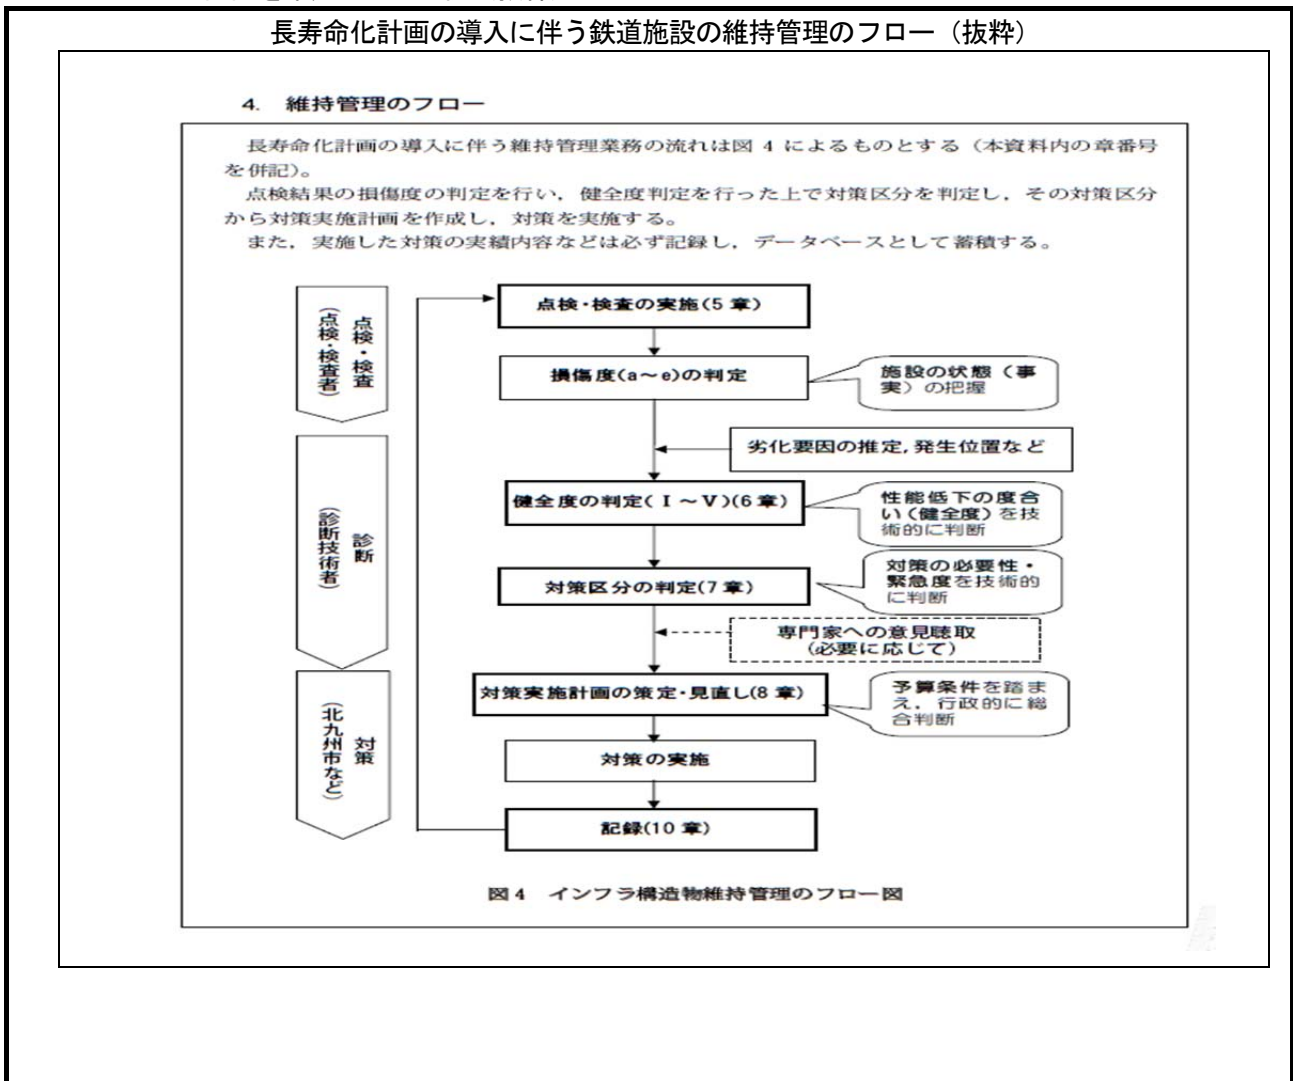 長寿命化計画の導入に伴う鉄道施設の維持管理のフロー（抜粋）
4. 維持管理のフロー
長寿命化計画の導入に伴う維持管理業務の流れは図 4 によるものとする（本資料内の章番号
を併記）。
点検結果の損傷度の判定を行い，健全度判定を行った上で対策区分を判定し，その対策区分
から対策実施計画を作成し，対策を実施する。
また，実施した対策の実績内容などは必ず記録し，データベースとして蓄積する。
点検・検査
（点検・検査者）
点検・検査の実施(5 章)
損傷度(a～e)の判定
施設の状態（事
実）の把握
劣化要因の推定,発生位置など
診断
（診断技術者）
健全度の判定(Ⅰ～Ⅴ)(6 章)
性能低下の度合
い（健全度）を技
術的に判断
対策区分の判定(7 章)
対策の必要性・
緊急度を技術的
に判断
専門家への意見聴取
(必要に応じて)
対策
（北九州市など）
対策実施計画の策定・見直し(8 章)
予算条件を踏ま
え，行政的に総
合判断
対策の実施
記録(10 章)
図 4 インフラ構造物維持管理のフロー図